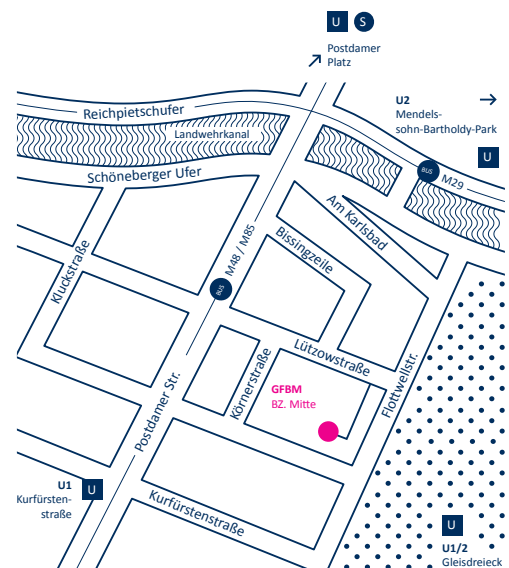 U S
Postdamer
Platz
U2
Mendels-
sohn-Bartholdy-Park
U
Reichpietschufer
Landwehrkanal
Schöneberger Ufer
BUS
M29
Am Karlsbad
Bissingzeile
M48 / M85
BUS
Kluckstraße
Lützowstraße
Flottwellstr.
Körnerstraße
GFBM
BZ. Mitte
Postdamer Str.
U1
Kurfürsten-
straße
U
Kurfürstenstraße
U
U1/2
Gleisdreieck